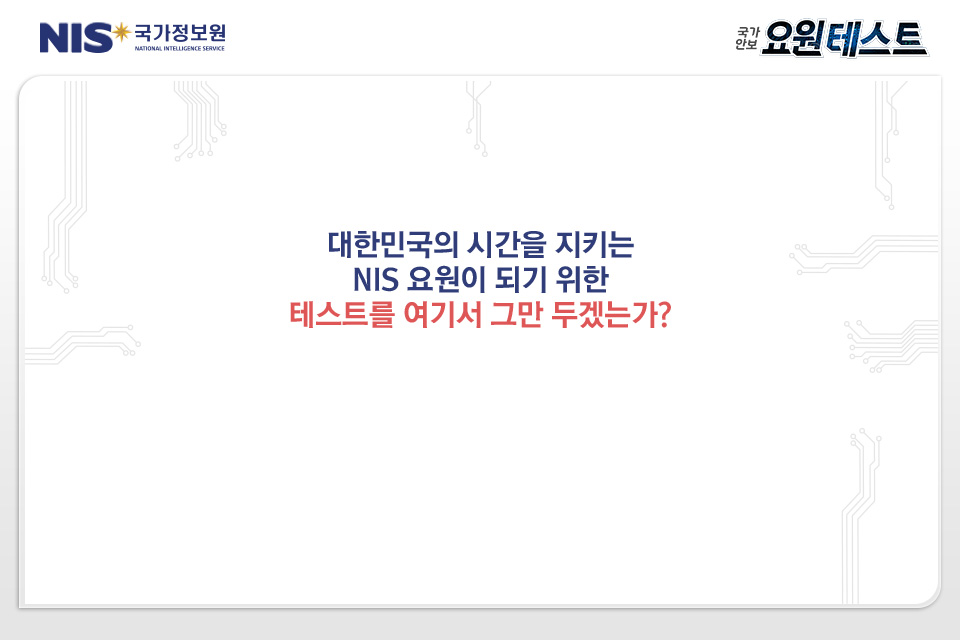 NIS 국가정보원
NATIONAL INTELLIGENCE SERVICE
국가
안보 요원테스트
대한민국의 시간을 지키는
NIS 요원이 되기 위한
테스트를 여기서 그만 두겠는가?